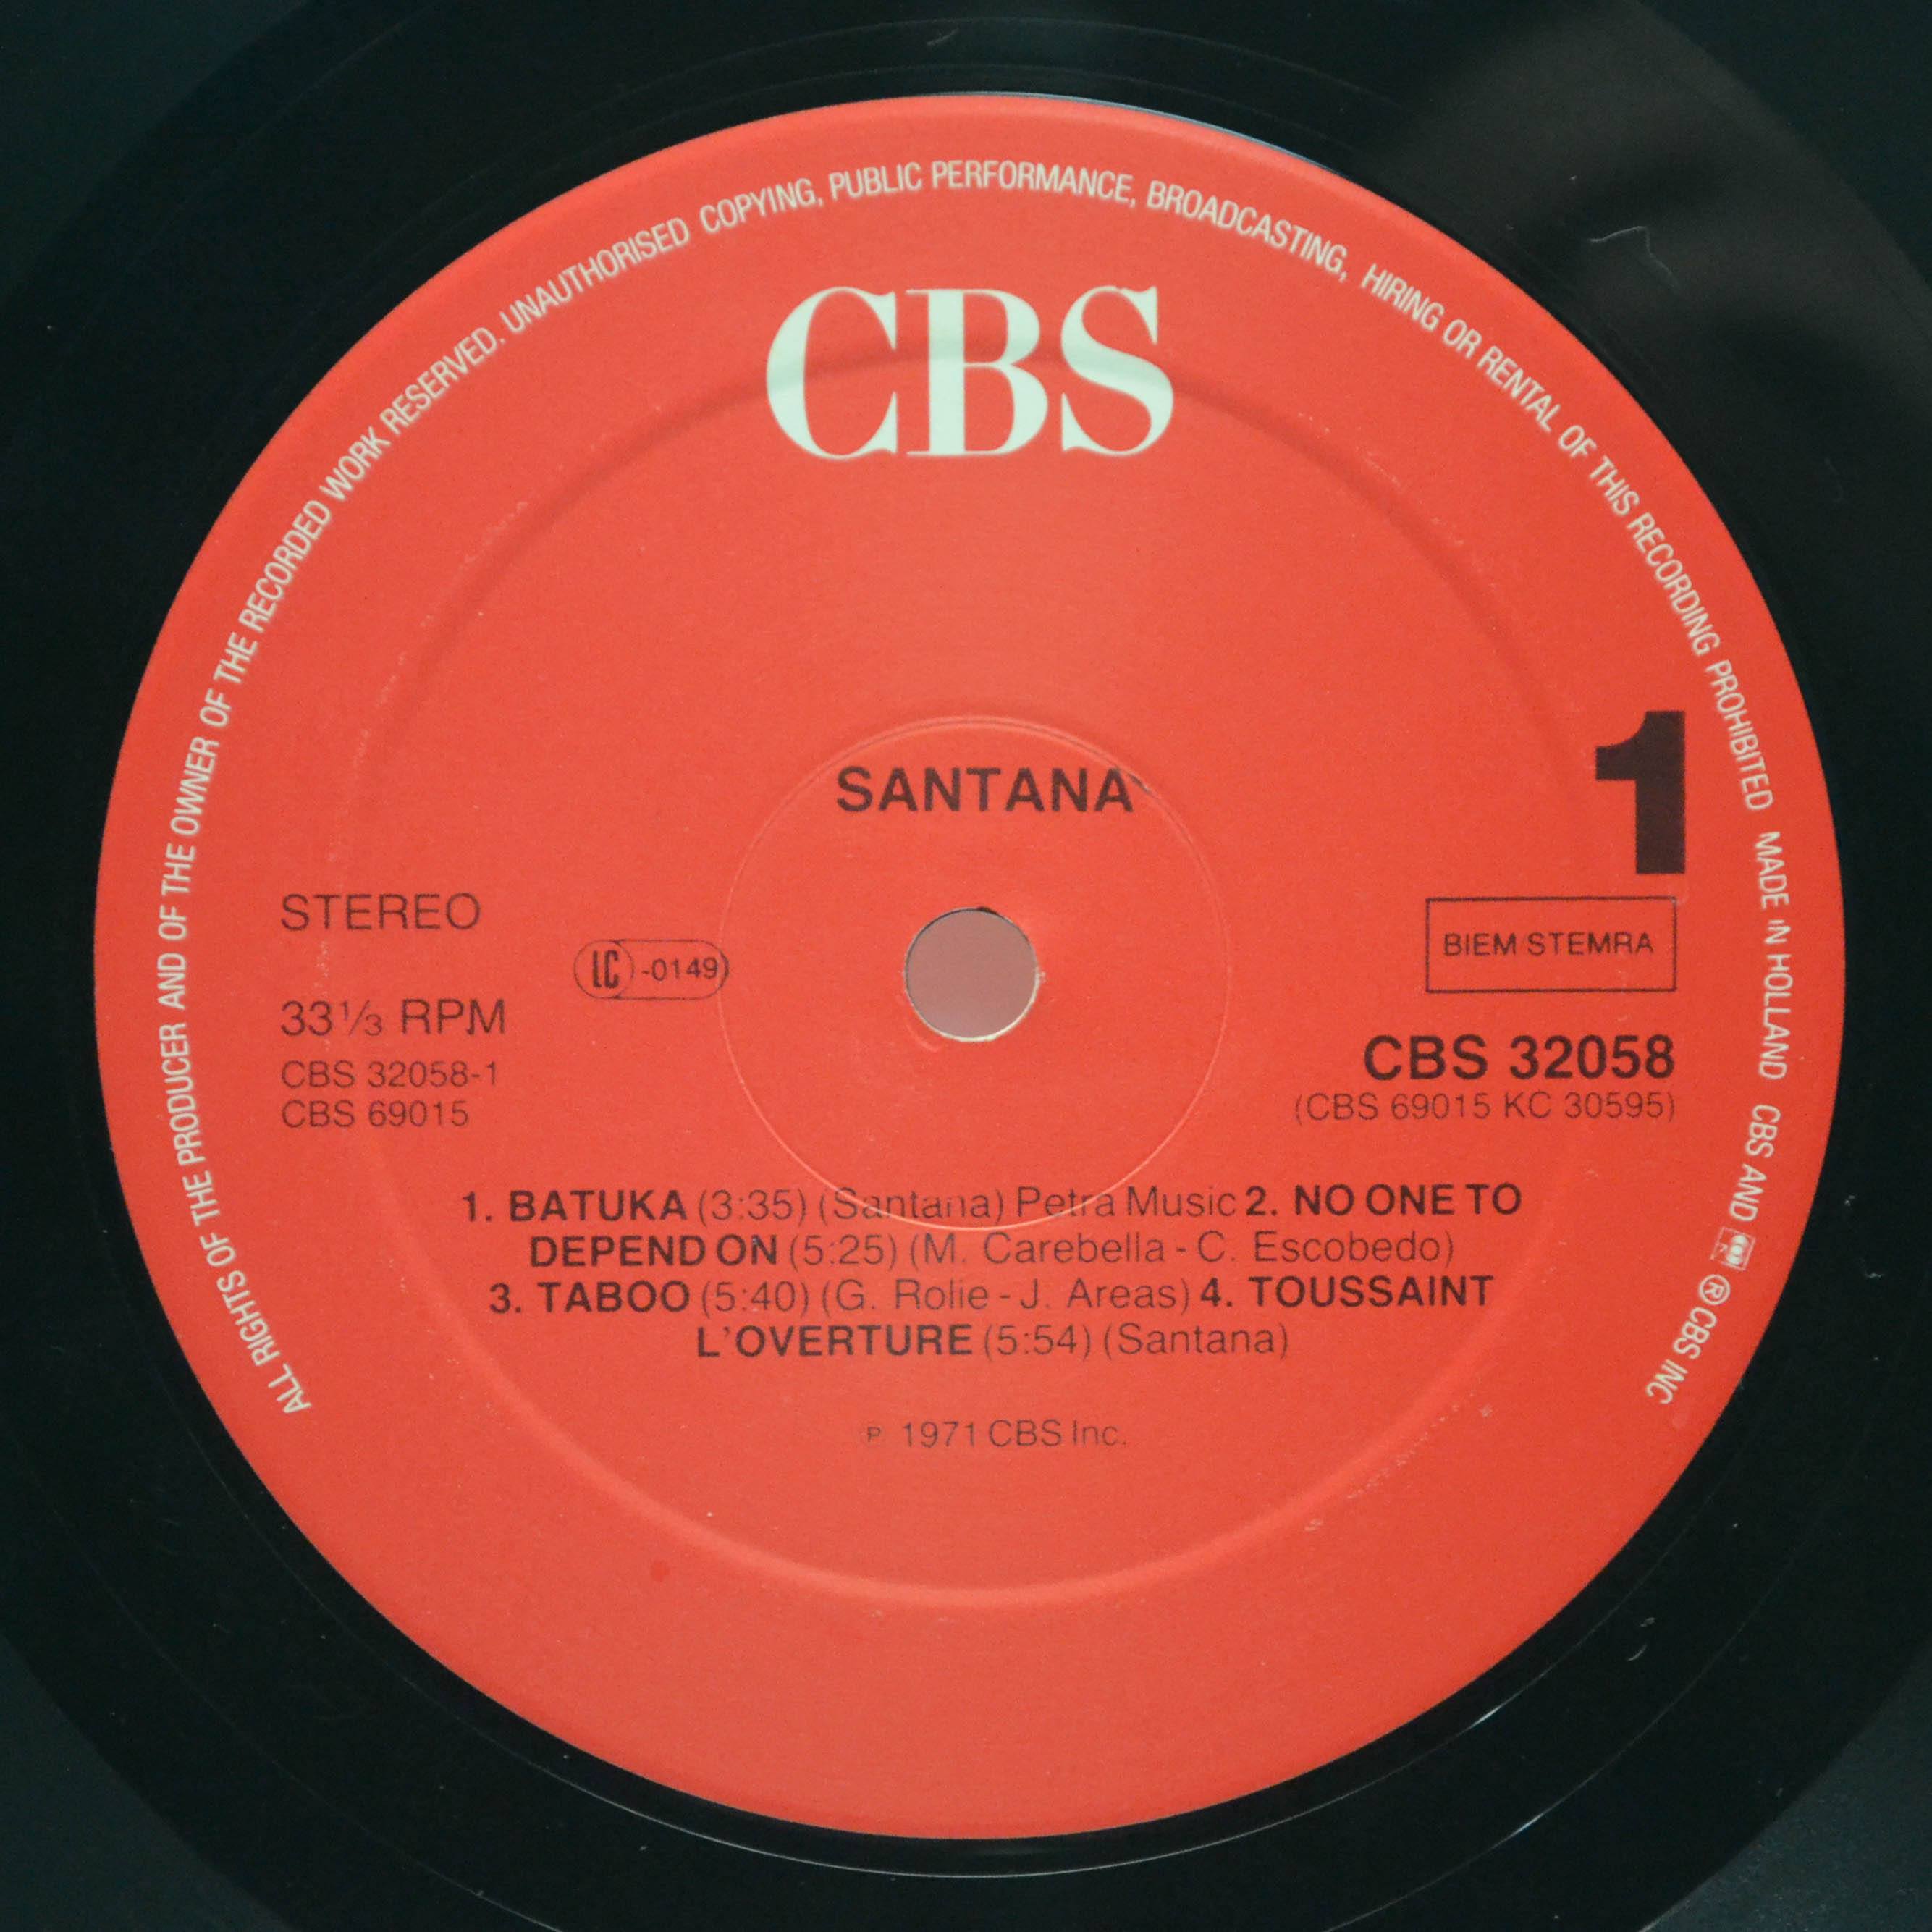 ALL RIGHTS OF THE PRODUCER AND OF THE OWNER OF THE RECORDED WORK RESERVED. UNAUTHORISED COPYING, PUBLIC PERFORMANCE, BROADCASTING, HIRING OR RENTAL OF THIS RECORDING PROHIBITED MADE IN HOLLAND CBS AND ® CBS INC
CBS
SANTANA
1
STEREO
LC -0149
BIEM/STEMRA
33⅓ RPM
CBS 32058-1
CBS 69015
CBS 32058
(CBS 69015 KC 30595)
1. BATUKA (3:35) (Santana) Petra Music 2. NO ONE TO
DEPEND ON (5:25) (M. Carebella - C. Escobedo)
3. TABOO (5:40) (G. Rolie - J. Areas) 4. TOUSSAINT
L'OVERTURE (5:54) (Santana)
℗ 1971 CBS Inc.